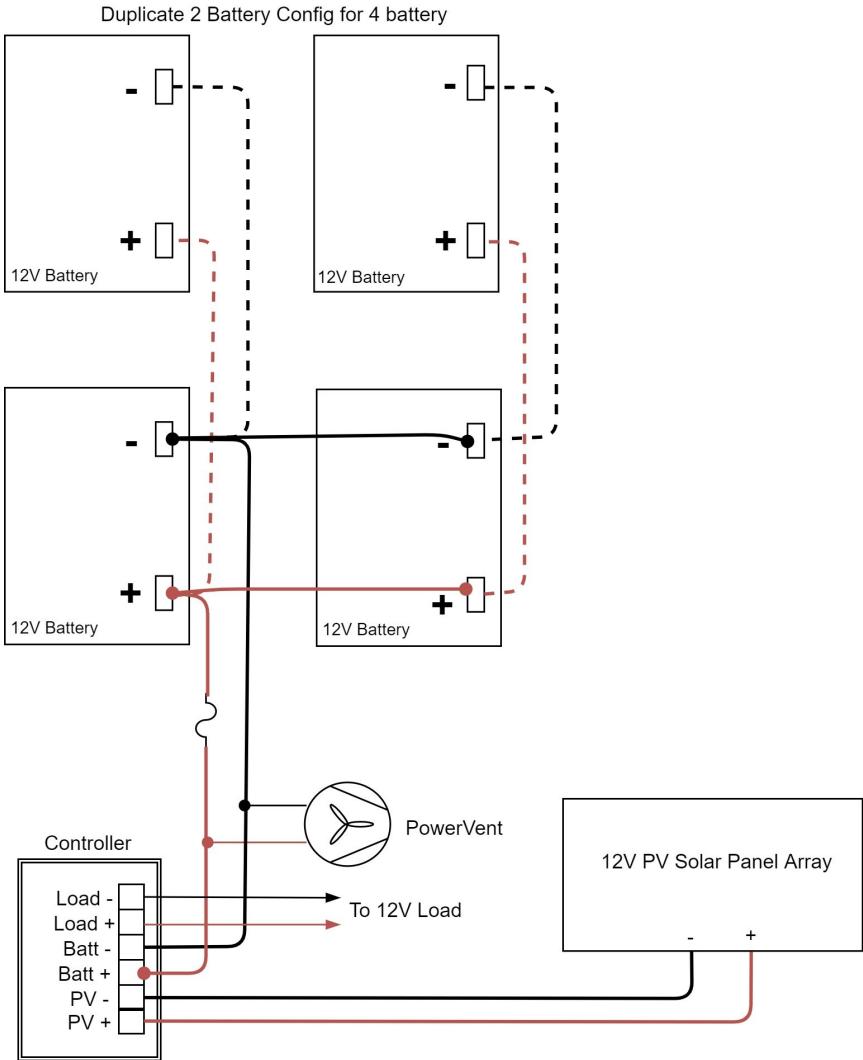 Duplicate 2 Battery Config for 4 battery
-
+
12V Battery
-
+
12V Battery
-
+
12V Battery
-
+
12V Battery
PowerVent
Controller
Load -
Load +
Batt -
Batt +
PV -
PV +
To 12V Load
12V PV Solar Panel Array
- +